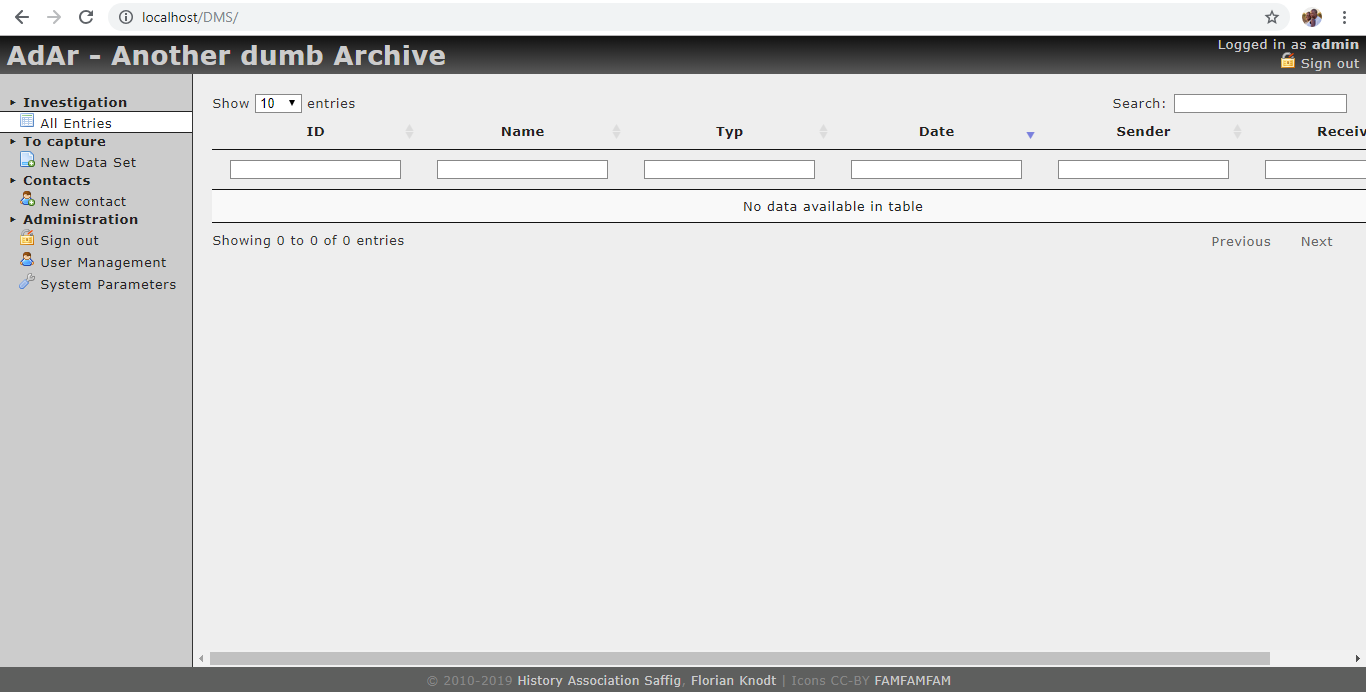 localhost/DMS/
AdAr - Another dumb Archive
Logged in as admin
Sign out
Investigation
All Entries
To capture
New Data Set
Contacts
New contact
Administration
Sign out
User Management
System Parameters
Show 10 entries
Search:
ID Name Typ Date Sender Receiv
No data available in table
Showing 0 to 0 of 0 entries
Previous Next
© 2010-2019 History Association Saffig, Florian Knodt | Icons CC-BY FAMFAMFAM